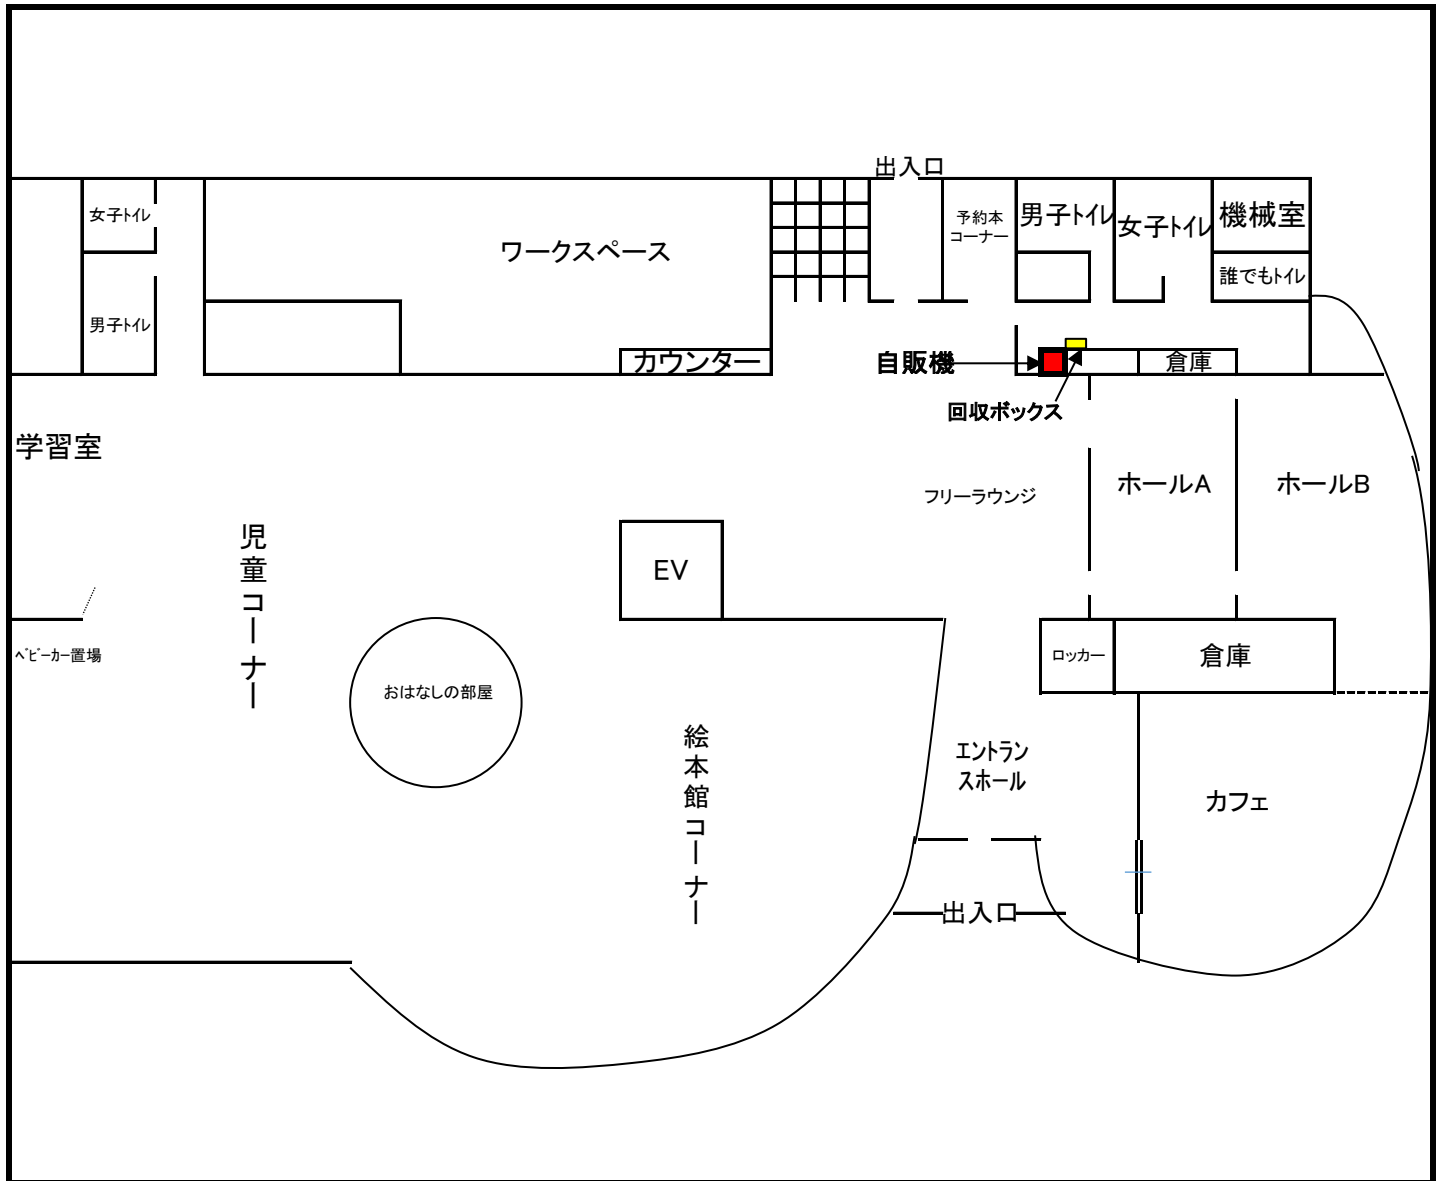 出入口
女子トイレ
予約本
コーナー
男子トイレ
女子トイレ
機械室
ワークスペース
誰でもトイレ
男子トイレ
カウンター
自販機
倉庫
回収ボックス
学習室
フリーラウンジ
ホールA
ホールB
児童コーナー
EV
ベビーカー置場
おはなしの部屋
ロッカー
倉庫
絵本館コーナー
エントラン
スホール
カフェ
出入口